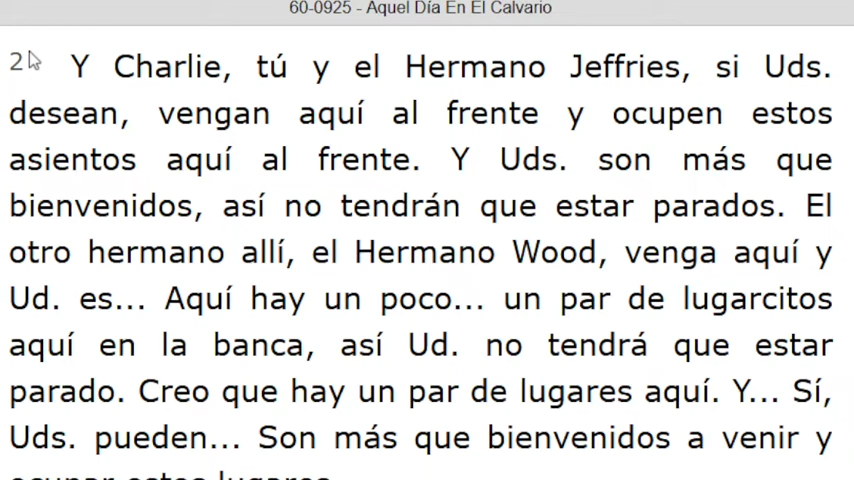 60-0925 - Aquel Día En El Calvario
2 Y Charlie, tú y el Hermano Jeffries, si Uds.
desean, vengan aquí al frente y ocupen estos
asientos aquí al frente. Y Uds. son más que
bienvenidos, así no tendrán que estar parados. El
otro hermano allí, el Hermano Wood, venga aquí y
Ud. es... Aquí hay un poco... un par de lugarcitos
aquí en la banca, así Ud. no tendrá que estar
parado. Creo que hay un par de lugares aquí. Y... Sí,
Uds. pueden... Son más que bienvenidos a venir y
ocupar estos lugares.